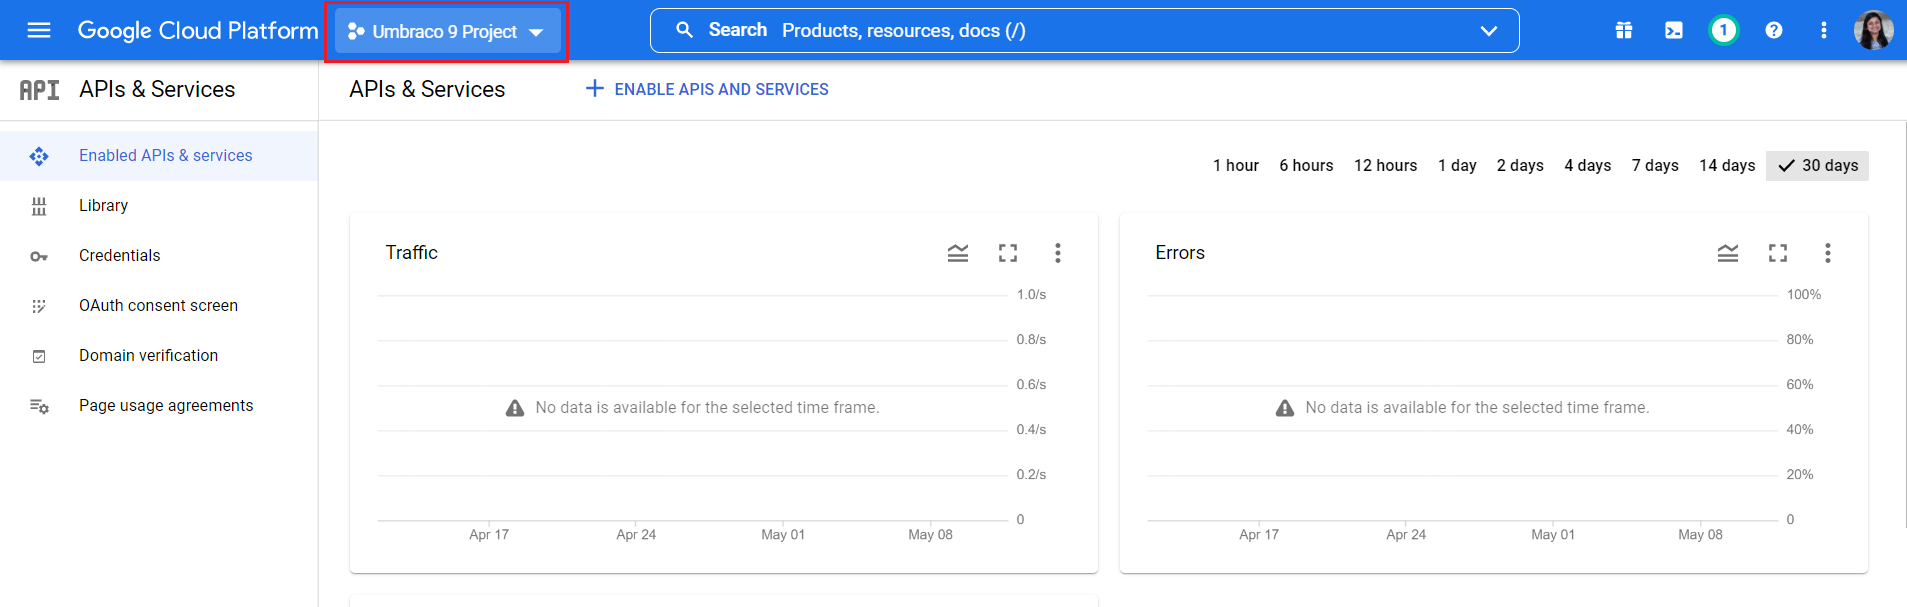 Google Cloud Platform
Umbraco 9 Project
Search Products, resources, docs (/)
1
API APIs & Services
APIs & Services
ENABLE APIS AND SERVICES
Enabled APIs & services
Library
Credentials
OAuth consent screen
Domain verification
Page usage agreements
1 hour 6 hours 12 hours 1 day 2 days 4 days 7 days 14 days 30 days
Traffic
1.0/s
0.8/s
0.6/s
No data is available for the selected time frame.
0.4/s
0.2/s
0
Apr 17 Apr 24 May 01 May 08
Errors
100%
80%
60%
No data is available for the selected time frame.
40%
20%
0
Apr 17 Apr 24 May 01 May 08